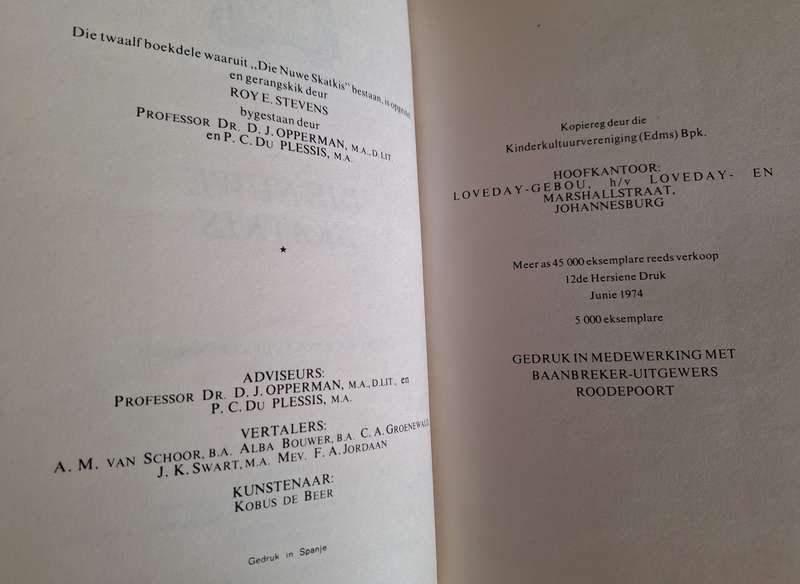 Die twaalf boekdele waaruit „Die Nuwe Skatkis" bestaan, is opgestel
en gerangskik deur
ROY E. STEVENS
bygestaan deur
PROFESSOR DR. D. J. OPPERMAN, M.A., D.LIT.
en P. C. DU PLESSIS, M.A.
★
ADVISEURS:
PROFESSOR DR. D. J. OPPERMAN, M.A., D.LIT., en
P. C. DU PLESSIS, M.A.
VERTALERS:
A. M. VAN SCHOOR, B.A. ALBA BOUWER, B.A. C. A. GROENEWALD
J. K. SWART, M.A. MEV. F. A. JORDAAN
KUNSTENAAR:
KOBUS DE BEER
Gedruk in Spanje
Kopiereg deur die
Kinderkultuurvereniging (Edms) Bpk.
HOOFKANTOOR:
LOVEDAY-GEBOU, h/v LOVEDAY- EN
MARSHALLSTRAAT,
JOHANNESBURG
Meer as 45 000 eksemplare reeds verkoop
12de Hersiene Druk
Junie 1974
5 000 eksemplare
GEDRUK IN MEDEWERKING MET
BAANBREKER-UITGEWERS
ROODEPOORT